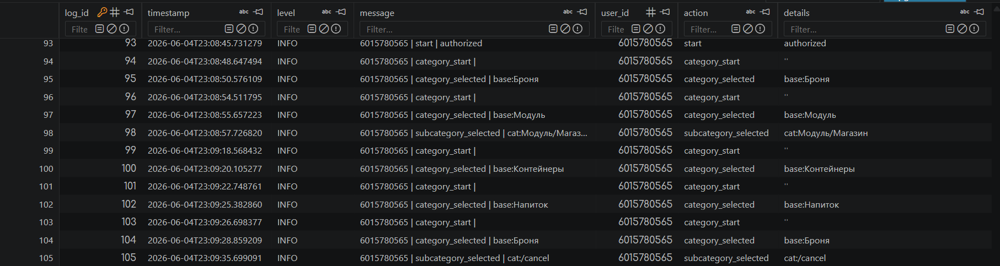 log_id timestamp abc level abc message abc user_id action abc details abc
Filte Filter... Filte Filter... Filte Filter... Filter...
93 93 2026-06-04T23:08:45.731279 INFO 6015780565 | start | authorized 6015780565 start authorized
94 94 2026-06-04T23:08:48.647494 INFO 6015780565 | category_start | 6015780565 category_start ''
95 95 2026-06-04T23:08:50.576109 INFO 6015780565 | category_selected | base:Броня 6015780565 category_selected base:Броня
96 96 2026-06-04T23:08:54.511795 INFO 6015780565 | category_start | 6015780565 category_start ''
97 97 2026-06-04T23:08:55.657223 INFO 6015780565 | category_selected | base:Модуль 6015780565 category_selected base:Модуль
98 98 2026-06-04T23:08:57.726820 INFO 6015780565 | subcategory_selected | cat:Модуль/Магаз... 6015780565 subcategory_selected cat:Модуль/Магазин
99 99 2026-06-04T23:09:18.568432 INFO 6015780565 | category_start | 6015780565 category_start ''
100 100 2026-06-04T23:09:20.105277 INFO 6015780565 | category_selected | base:Контейнеры 6015780565 category_selected base:Контейнеры
101 101 2026-06-04T23:09:22.748761 INFO 6015780565 | category_start | 6015780565 category_start ''
102 102 2026-06-04T23:09:25.382860 INFO 6015780565 | category_selected | base:Напиток 6015780565 category_selected base:Напиток
103 103 2026-06-04T23:09:26.698377 INFO 6015780565 | category_start | 6015780565 category_start ''
104 104 2026-06-04T23:09:28.859209 INFO 6015780565 | category_selected | base:Броня 6015780565 category_selected base:Броня
105 105 2026-06-04T23:09:35.699091 INFO 6015780565 | subcategory_selected | cat:/cancel 6015780565 subcategory_selected cat:/cancel